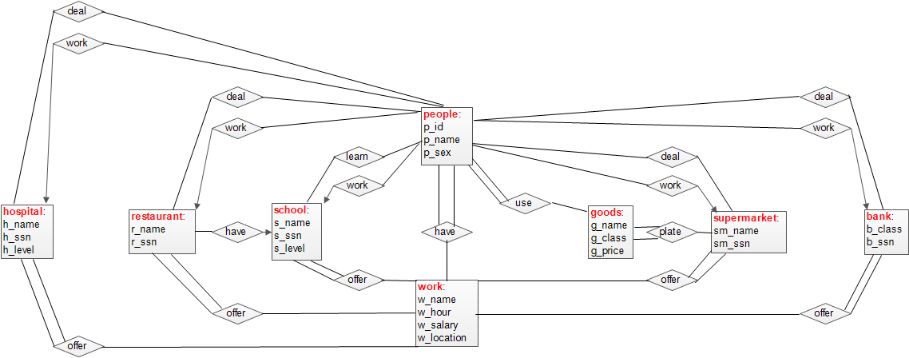 deal
work
deal
deal
people:
p_id
p_name
p_sex
work
work
learn
deal
work
work
hospital:
h_name
h_ssn
h_level
restaurant:
r_name
r_ssn
have
school:
s_name
s_ssn
s_level
use
have
goods:
g_name
g_class
g_price
plate
supermarket:
sm_name
sm_ssn
bank:
b_class
b_ssn
offer
offer
work:
w_name
w_hour
w_salary
w_location
offer
offer
offer